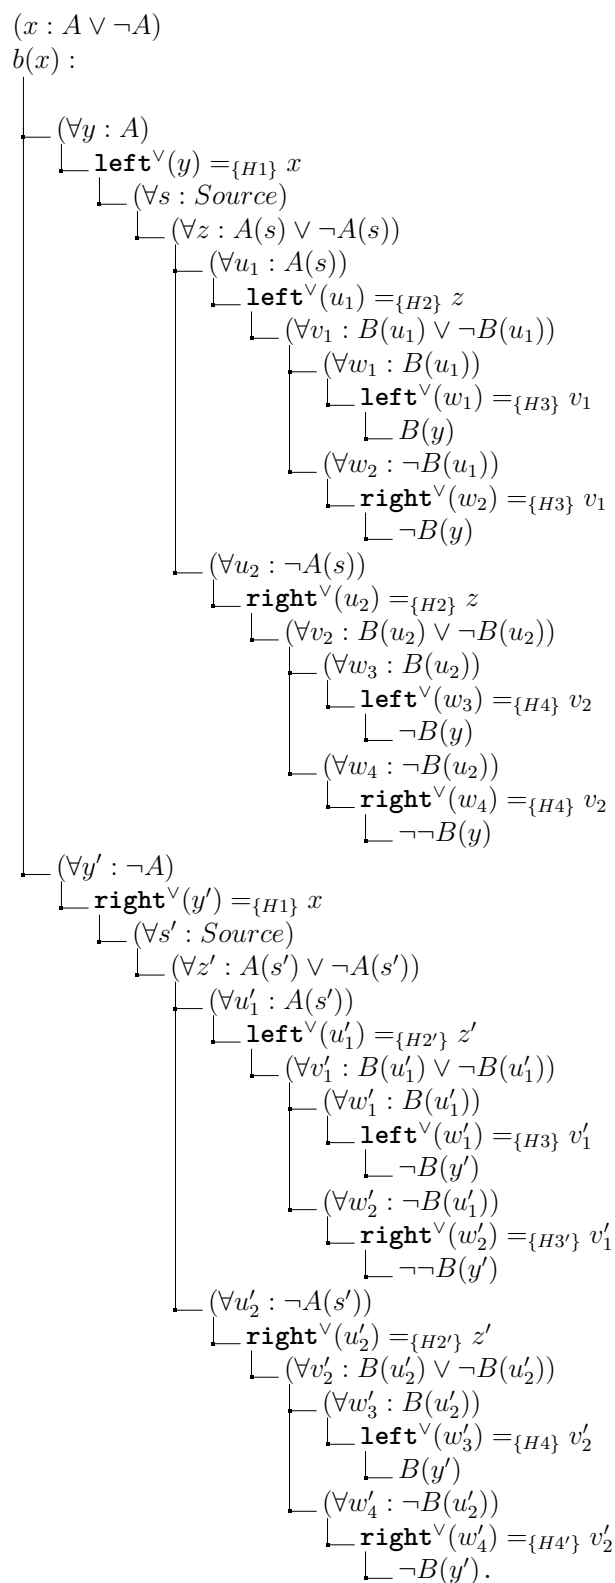 (x : A ∨ ¬A)
b(x) :
(∀y : A)
left^∨(y) =_{H1} x
(∀s : Source)
(∀z : A(s) ∨ ¬A(s))
(∀u₁ : A(s))
left^∨(u₁) =_{H2} z
(∀v₁ : B(u₁) ∨ ¬B(u₁))
(∀w₁ : B(u₁))
left^∨(w₁) =_{H3} v₁
B(y)
(∀w₂ : ¬B(u₁))
right^∨(w₂) =_{H3} v₁
¬B(y)
(∀u₂ : ¬A(s))
right^∨(u₂) =_{H2} z
(∀v₂ : B(u₂) ∨ ¬B(u₂))
(∀w₃ : B(u₂))
left^∨(w₃) =_{H4} v₂
¬B(y)
(∀w₄ : ¬B(u₂))
right^∨(w₄) =_{H4} v₂
¬¬B(y)
(∀y′ : ¬A)
right^∨(y′) =_{H1} x
(∀s′ : Source)
(∀z′ : A(s′) ∨ ¬A(s′))
(∀u′₁ : A(s′))
left^∨(u′₁) =_{H2′} z′
(∀v′₁ : B(u′₁) ∨ ¬B(u′₁))
(∀w′₁ : B(u′₁))
left^∨(w′₁) =_{H3} v′₁
¬B(y′)
(∀w′₂ : ¬B(u′₁))
right^∨(w′₂) =_{H3′} v′₁
¬¬B(y′)
(∀u′₂ : ¬A(s′))
right^∨(u′₂) =_{H2′} z′
(∀v′₂ : B(u′₂) ∨ ¬B(u′₂))
(∀w′₃ : B(u′₂))
left^∨(w′₃) =_{H4} v′₂
B(y′)
(∀w′₄ : ¬B(u′₂))
right^∨(w′₄) =_{H4′} v′₂
¬B(y′).